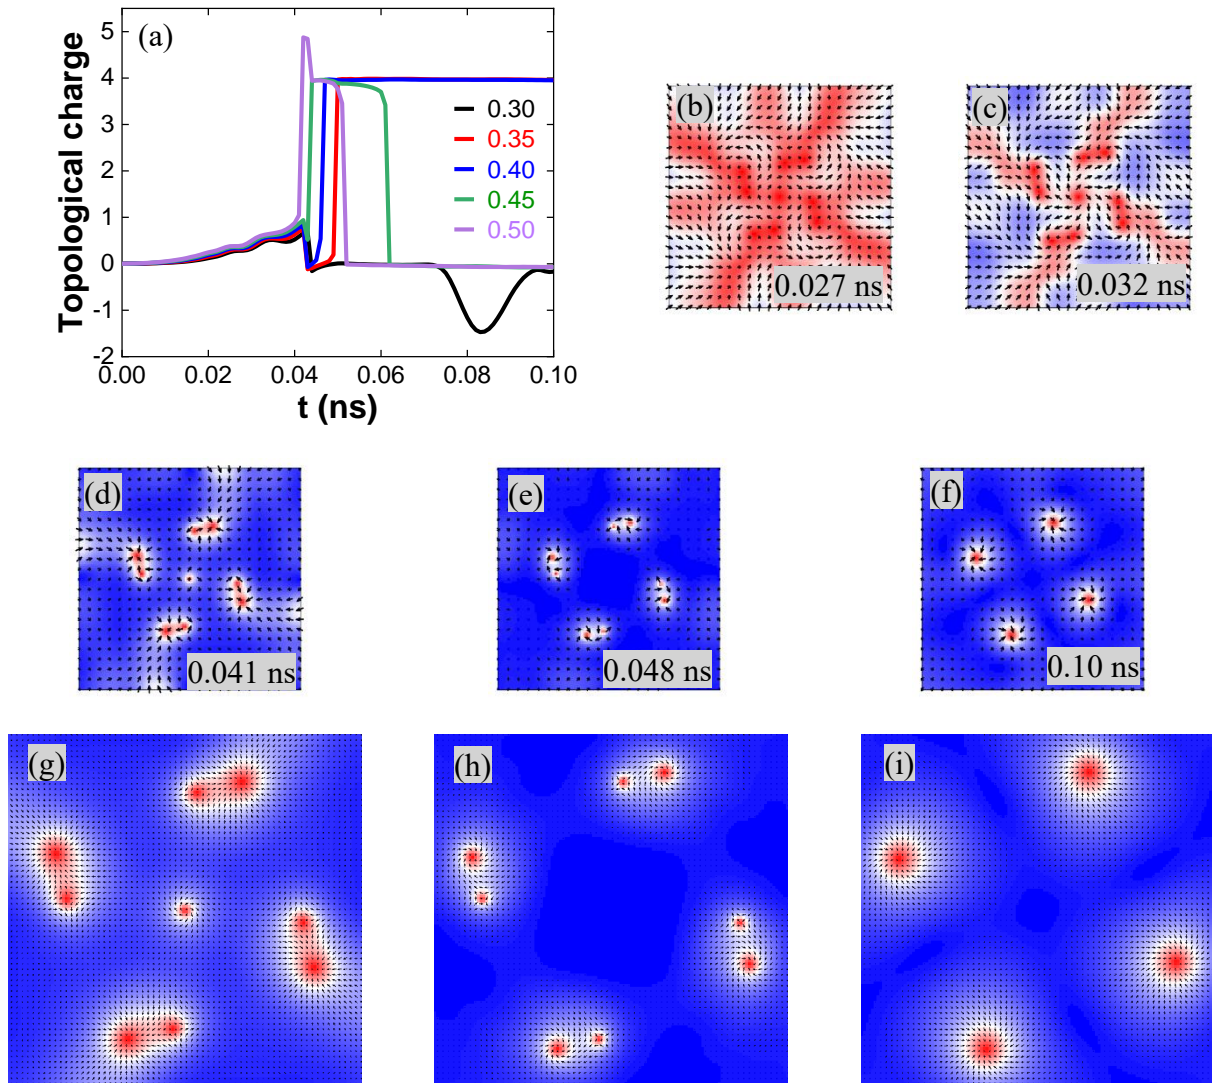 (a)
Topological charge
5
4
3
2
1
0
-1
-2
0.00 0.02 0.04 0.06 0.08 0.10
t (ns)
0.30
0.35
0.40
0.45
0.50
(b)
0.027 ns
(c)
0.032 ns
(d)
0.041 ns
(e)
0.048 ns
(f)
0.10 ns
(g)
(h)
(i)